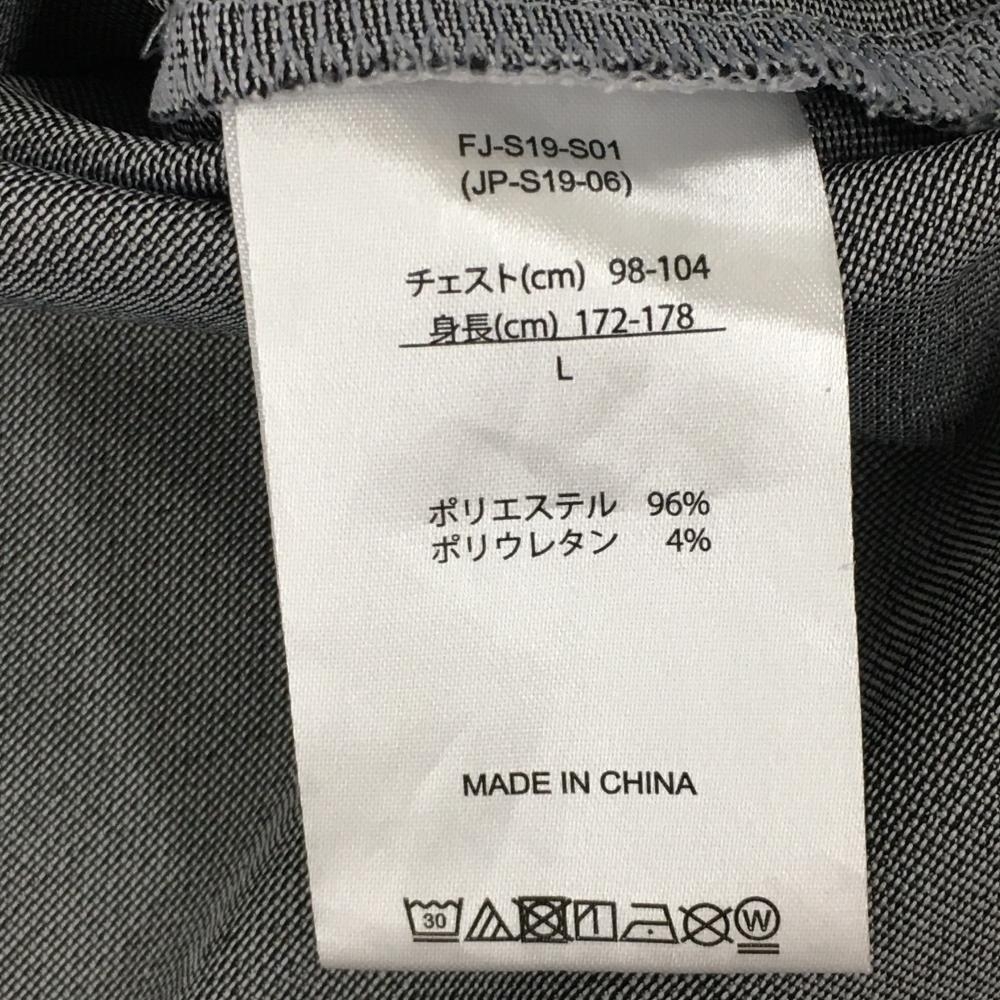 FJ-S19-S01
(JP-S19-06)
チェスト(cm) 98-104
身長(cm) 172-178
L
ポリエステル 96%
ポリウレタン 4%
MADE IN CHINA
30
W